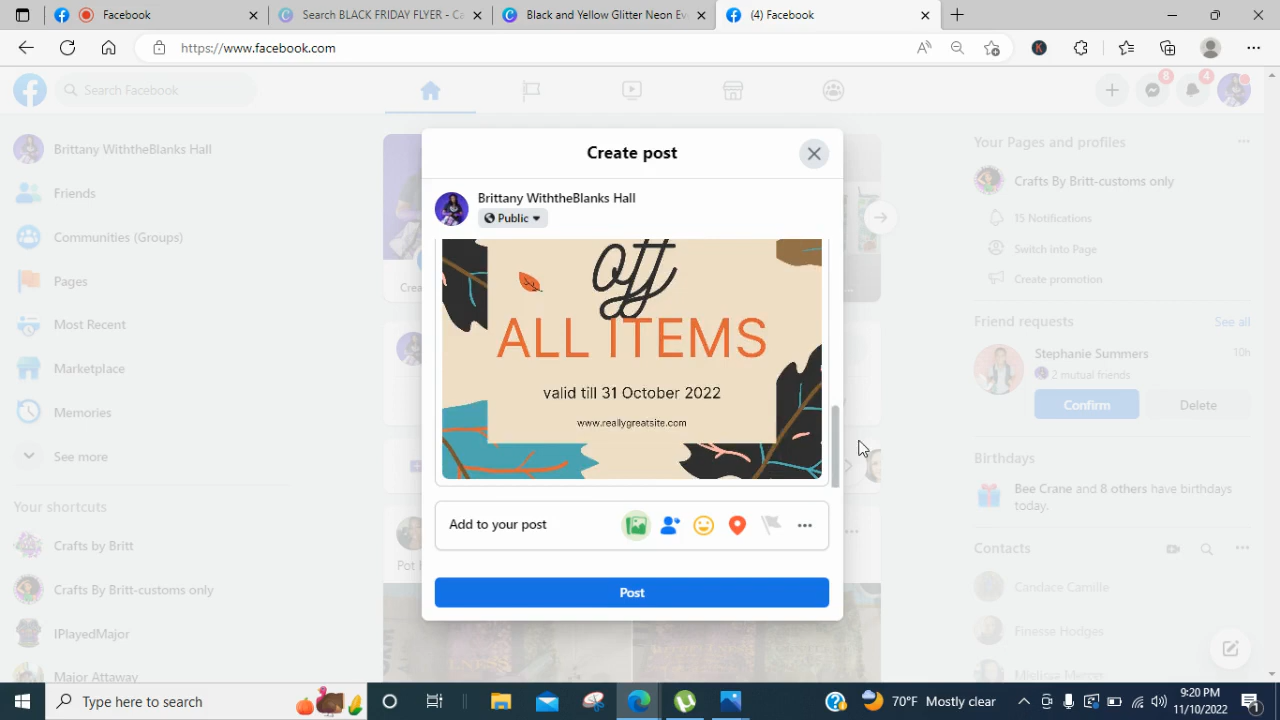 Facebook
Search BLACK FRIDAY FLYER - Ca
Black and Yellow Glitter Neon Ev
(4) Facebook
https://www.facebook.com
Search Facebook
8
4
Brittany WiththeBlanks Hall
Friends
Communities (Groups)
Pages
Most Recent
Marketplace
Memories
See more
Your shortcuts
Crafts by Britt
Crafts By Britt-customs only
IPlayedMajor
Major Attaway
Create post
Brittany WiththeBlanks Hall
Public
off
ALL ITEMS
valid till 31 October 2022
www.reallygreatsite.com
Add to your post
Post
Your Pages and profiles
Crafts By Britt-customs only
15 Notifications
Switch into Page
Create promotion
Friend requests
See all
Stephanie Summers
10h
2 mutual friends
Confirm
Delete
Birthdays
Bee Crane and 8 others have birthdays
today.
Contacts
Candace Camille
Finesse Hodges
Type here to search
70°F Mostly clear
9:20 PM
11/10/2022
1